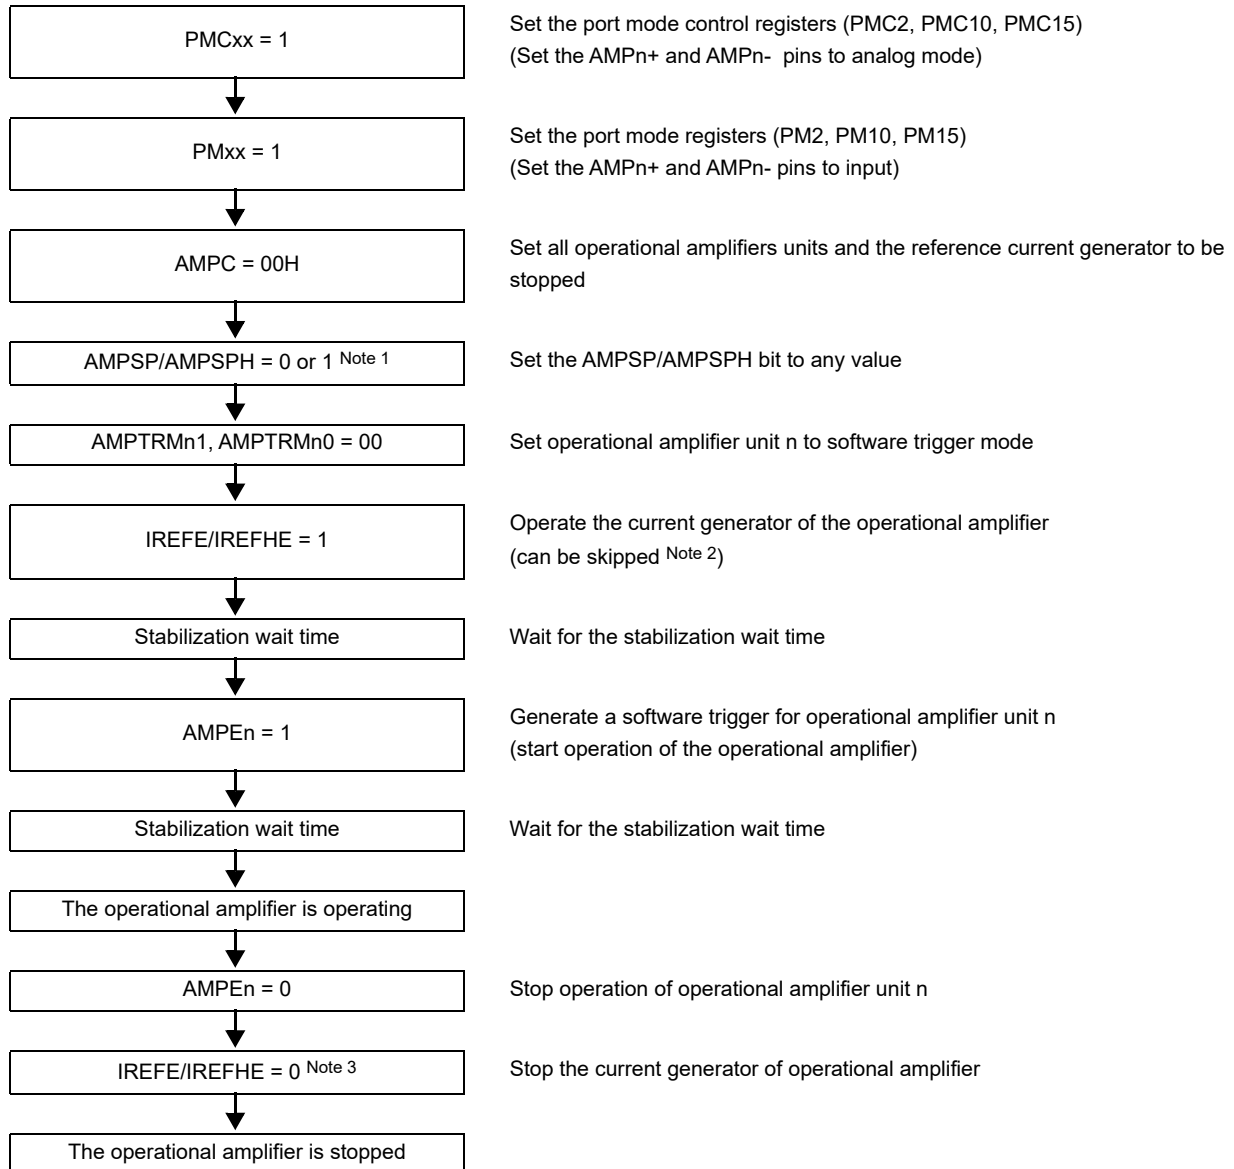 PMCxx = 1
Set the port mode control registers (PMC2, PMC10, PMC15)
(Set the AMPn+ and AMPn- pins to analog mode)
PMxx = 1
Set the port mode registers (PM2, PM10, PM15)
(Set the AMPn+ and AMPn- pins to input)
AMPC = 00H
Set all operational amplifiers units and the reference current generator to be
stopped
AMPSP/AMPSPH = 0 or 1 Note 1
Set the AMPSP/AMPSPH bit to any value
AMPTRMn1, AMPTRMn0 = 00
Set operational amplifier unit n to software trigger mode
IREFE/IREFHE = 1
Operate the current generator of the operational amplifier
(can be skipped Note 2)
Stabilization wait time
Wait for the stabilization wait time
AMPEn = 1
Generate a software trigger for operational amplifier unit n
(start operation of the operational amplifier)
Stabilization wait time
Wait for the stabilization wait time
The operational amplifier is operating
AMPEn = 0
Stop operation of operational amplifier unit n
IREFE/IREFHE = 0 Note 3
Stop the current generator of operational amplifier
The operational amplifier is stopped